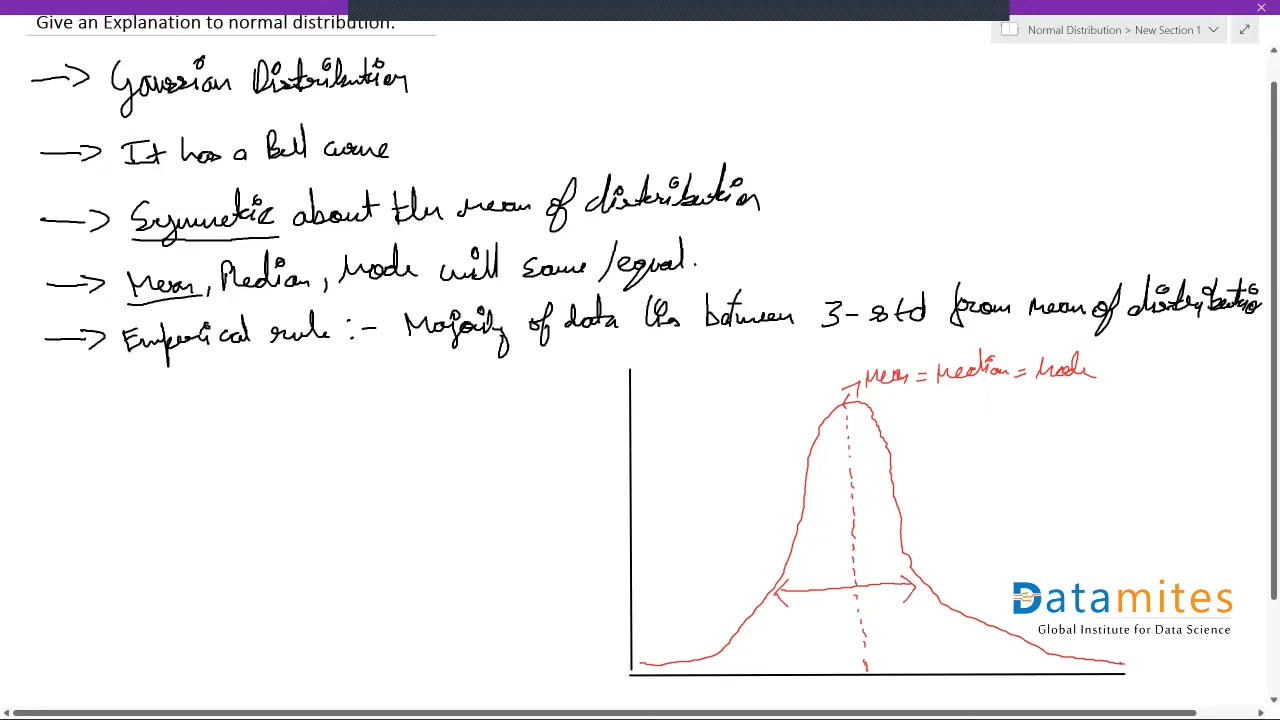 Give an Explanation to normal distribution.
Normal Distribution > New Section 1
→ Gaussian Distribution
→ It has a Bell curve
→ Symmetric about the mean of distribution
→ Mean, Median, Mode will same/equal.
→ Emperical rule :- Majority of data lies between 3-std from mean of distribution
Mean = Median = Mode
Datamites
Global Institute for Data Science